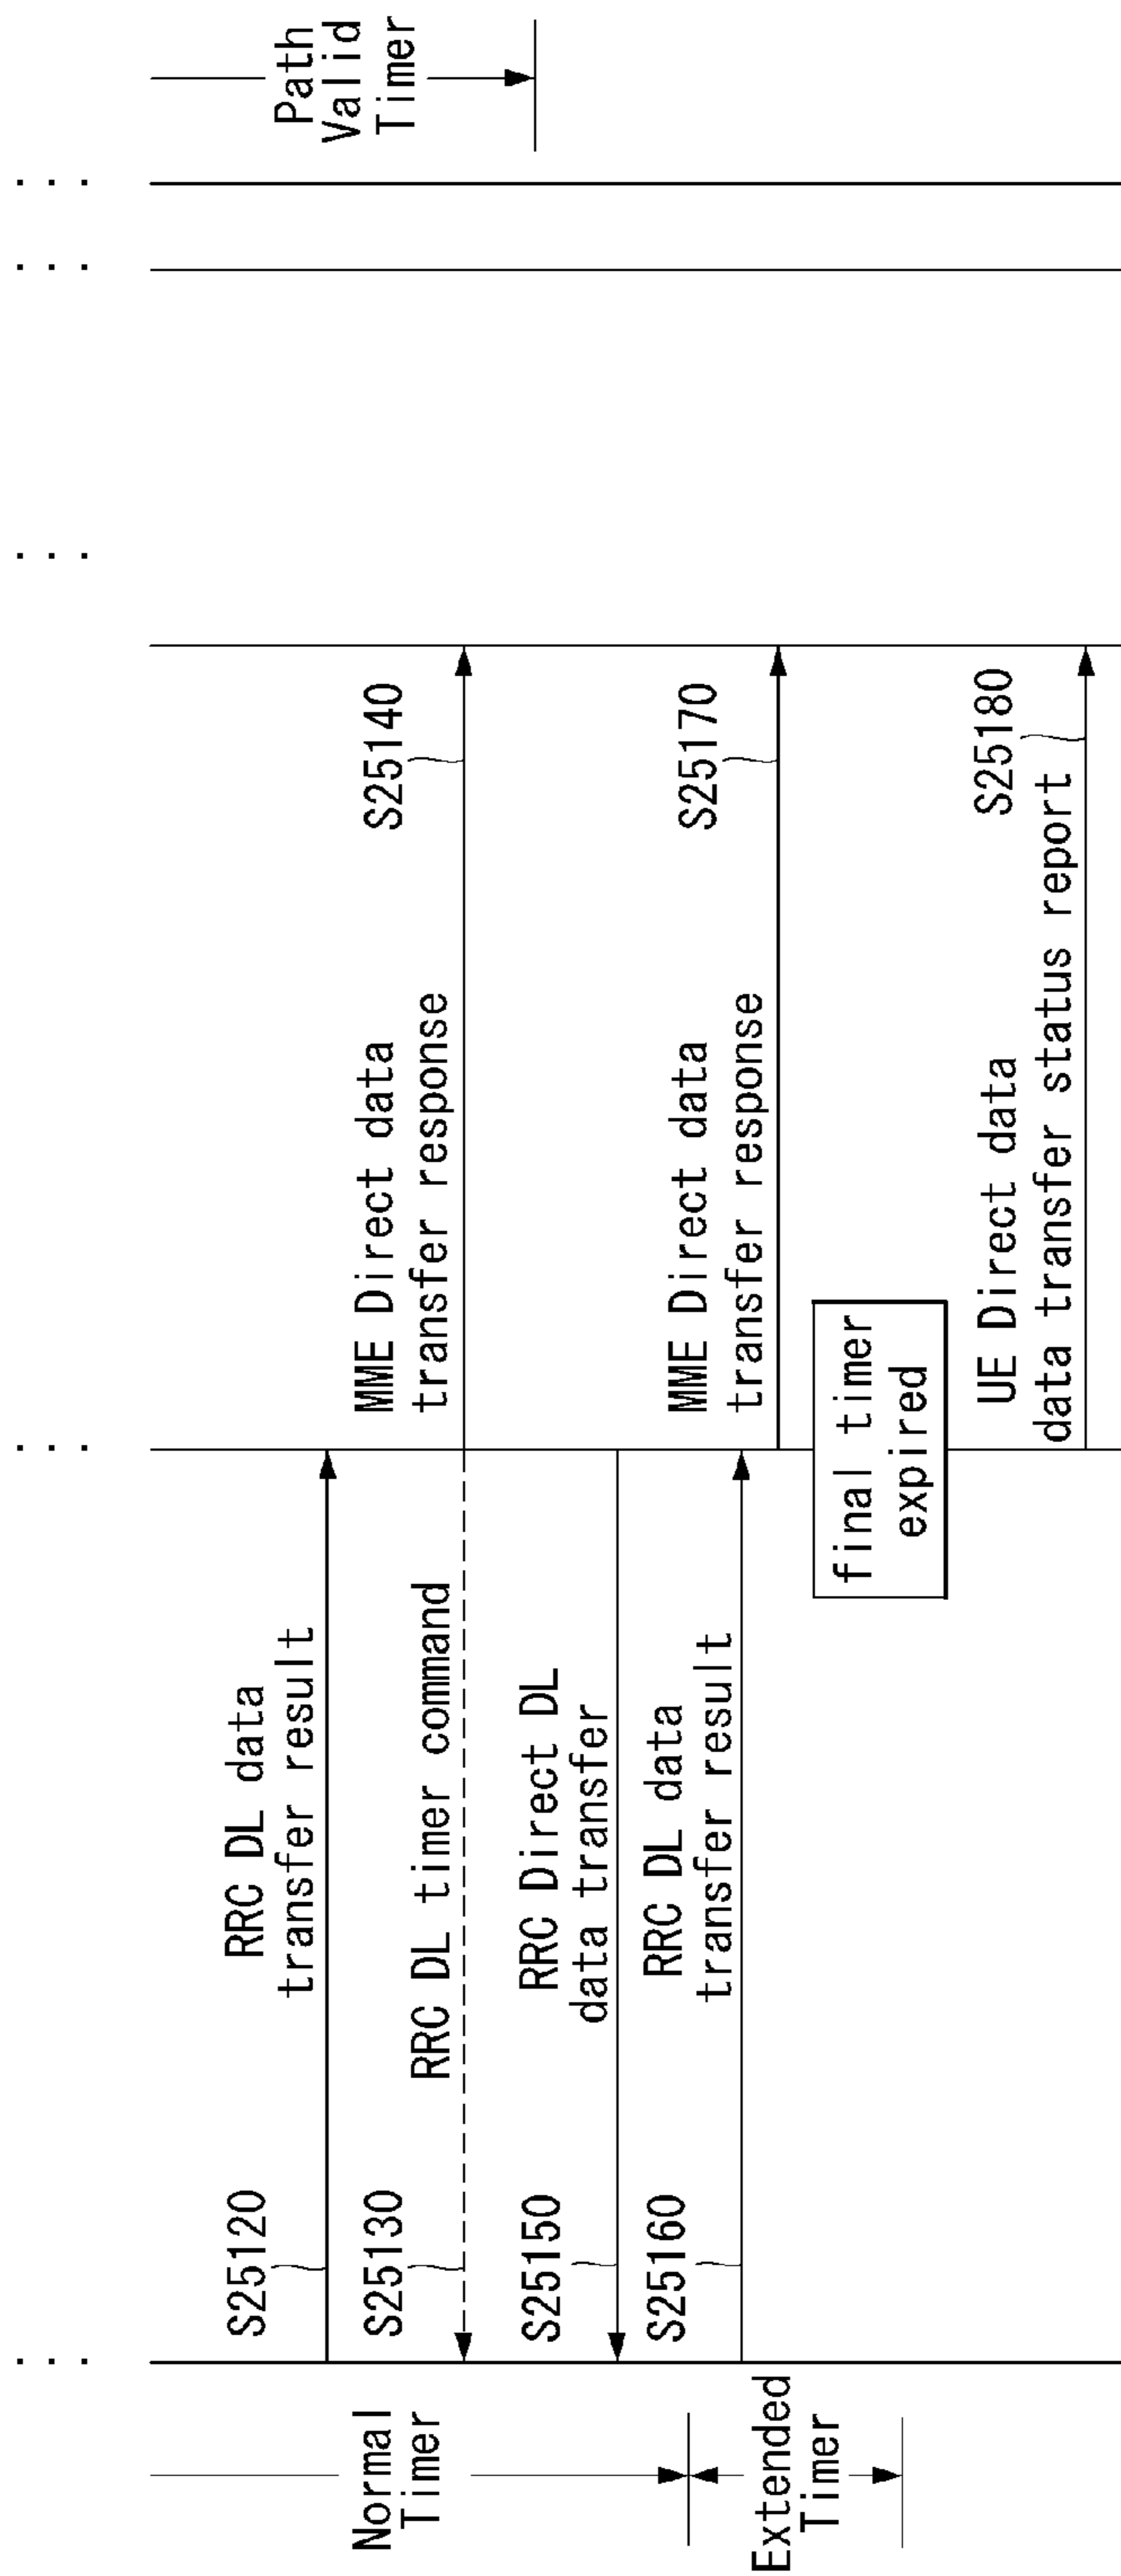 ...
...
...
...
...
...
Normal
Timer
Extended
Timer
Path
Valid
Timer
S25120
RRC DL data
transfer result
S25130
RRC DL timer command
MME Direct data
transfer response
S25140
S25150
RRC Direct DL
data transfer
S25160
RRC DL data
transfer result
MME Direct data
transfer response
S25170
final timer
expired
UE Direct data
data transfer status report
S25180